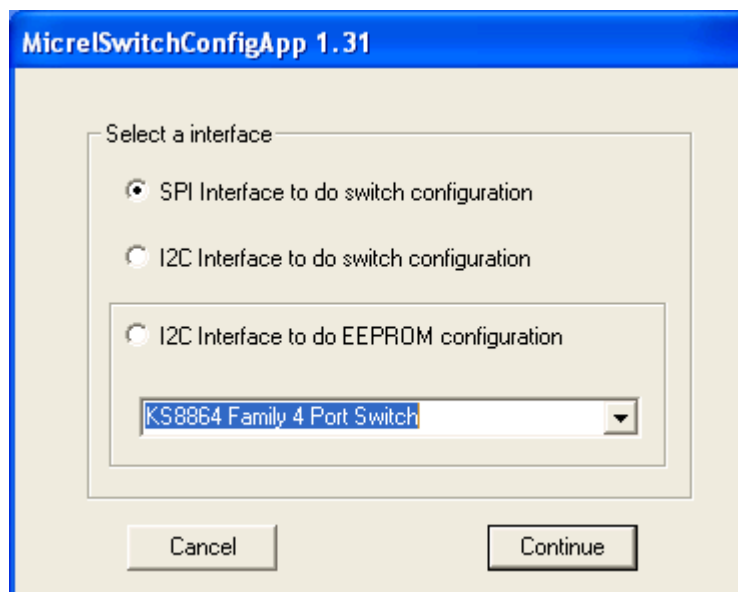 MicrelSwitchConfigApp 1.31
Select a interface
SPI Interface to do switch configuration
I2C Interface to do switch configuration
I2C Interface to do EEPROM configuration
KS8864 Family 4 Port Switch
Cancel Continue